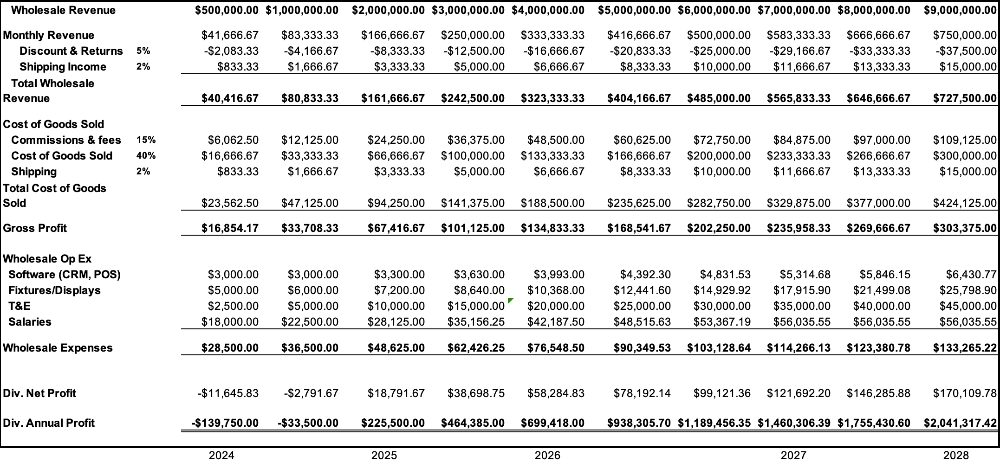 Wholesale Revenue $500,000.00 $1,000,000.00 $2,000,000.00 $3,000,000.00 $4,000,000.00 $5,000,000.00 $6,000,000.00 $7,000,000.00 $8,000,000.00 $9,000,000.00
Monthly Revenue $41,666.67 $83,333.33 $166,666.67 $250,000.00 $333,333.33 $416,666.67 $500,000.00 $583,333.33 $666,666.67 $750,000.00
Discount & Returns 5% -$2,083.33 -$4,166.67 -$8,333.33 -$12,500.00 -$16,666.67 -$20,833.33 -$25,000.00 -$29,166.67 -$33,333.33 -$37,500.00
Shipping Income 2% $833.33 $1,666.67 $3,333.33 $5,000.00 $6,666.67 $8,333.33 $10,000.00 $11,666.67 $13,333.33 $15,000.00
Total Wholesale
Revenue $40,416.67 $80,833.33 $161,666.67 $242,500.00 $323,333.33 $404,166.67 $485,000.00 $565,833.33 $646,666.67 $727,500.00
Cost of Goods Sold
Commissions & fees 15% $6,062.50 $12,125.00 $24,250.00 $36,375.00 $48,500.00 $60,625.00 $72,750.00 $84,875.00 $97,000.00 $109,125.00
Cost of Goods Sold 40% $16,666.67 $33,333.33 $66,666.67 $100,000.00 $133,333.33 $166,666.67 $200,000.00 $233,333.33 $266,666.67 $300,000.00
Shipping 2% $833.33 $1,666.67 $3,333.33 $5,000.00 $6,666.67 $8,333.33 $10,000.00 $11,666.67 $13,333.33 $15,000.00
Total Cost of Goods
Sold $23,562.50 $47,125.00 $94,250.00 $141,375.00 $188,500.00 $235,625.00 $282,750.00 $329,875.00 $377,000.00 $424,125.00
Gross Profit $16,854.17 $33,708.33 $67,416.67 $101,125.00 $134,833.33 $168,541.67 $202,250.00 $235,958.33 $269,666.67 $303,375.00
Wholesale Op Ex
Software (CRM, POS) $3,000.00 $3,000.00 $3,300.00 $3,630.00 $3,993.00 $4,392.30 $4,831.53 $5,314.68 $5,846.15 $6,430.77
Fixtures/Displays $5,000.00 $6,000.00 $7,200.00 $8,640.00 $10,368.00 $12,441.60 $14,929.92 $17,915.90 $21,499.08 $25,798.90
T&E $2,500.00 $5,000.00 $10,000.00 $15,000.00 $20,000.00 $25,000.00 $30,000.00 $35,000.00 $40,000.00 $45,000.00
Salaries $18,000.00 $22,500.00 $28,125.00 $35,156.25 $42,187.50 $48,515.63 $53,367.19 $56,035.55 $56,035.55 $56,035.55
Wholesale Expenses $28,500.00 $36,500.00 $48,625.00 $62,426.25 $76,548.50 $90,349.53 $103,128.64 $114,266.13 $123,380.78 $133,265.22
Div. Net Profit -$11,645.83 -$2,791.67 $18,791.67 $38,698.75 $58,284.83 $78,192.14 $99,121.36 $121,692.20 $146,285.88 $170,109.78
Div. Annual Profit -$139,750.00 -$33,500.00 $225,500.00 $464,385.00 $699,418.00 $938,305.70 $1,189,456.35 $1,460,306.39 $1,755,430.60 $2,041,317.42
2024 2025 2026 2027 2028